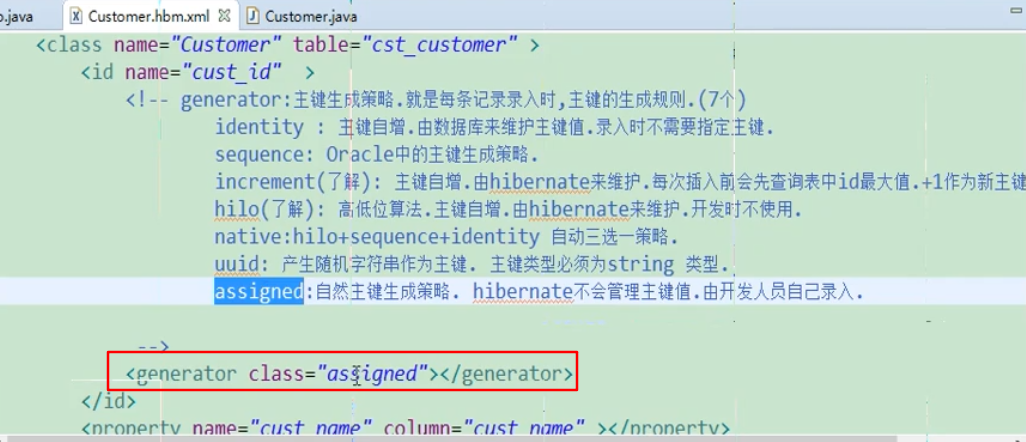 o.java Customer.hbm.xml Customer.java
<class name="Customer" table="cst_customer" >
<id name="cust_id" >
<!-- generator:主键生成策略.就是每条记录录入时,主键的生成规则.(7个)
identity : 主键自增.由数据库来维护主键值.录入时不需要指定主键.
sequence: Oracle中的主键生成策略.
increment(了解): 主键自增.由hibernate来维护.每次插入前会先查询表中id最大值.+1作为新主键
hilo(了解): 高低位算法.主键自增.由hibernate来维护.开发时不使用.
native:hilo+sequence+identity 自动三选一策略.
uuid: 产生随机字符串作为主键. 主键类型必须为string 类型.
assigned:自然主键生成策略. hibernate不会管理主键值.由开发人员自己录入.
-->
<generator class="assigned"></generator>
</id>
<property name="cust_name" column="cust_name" ></property>